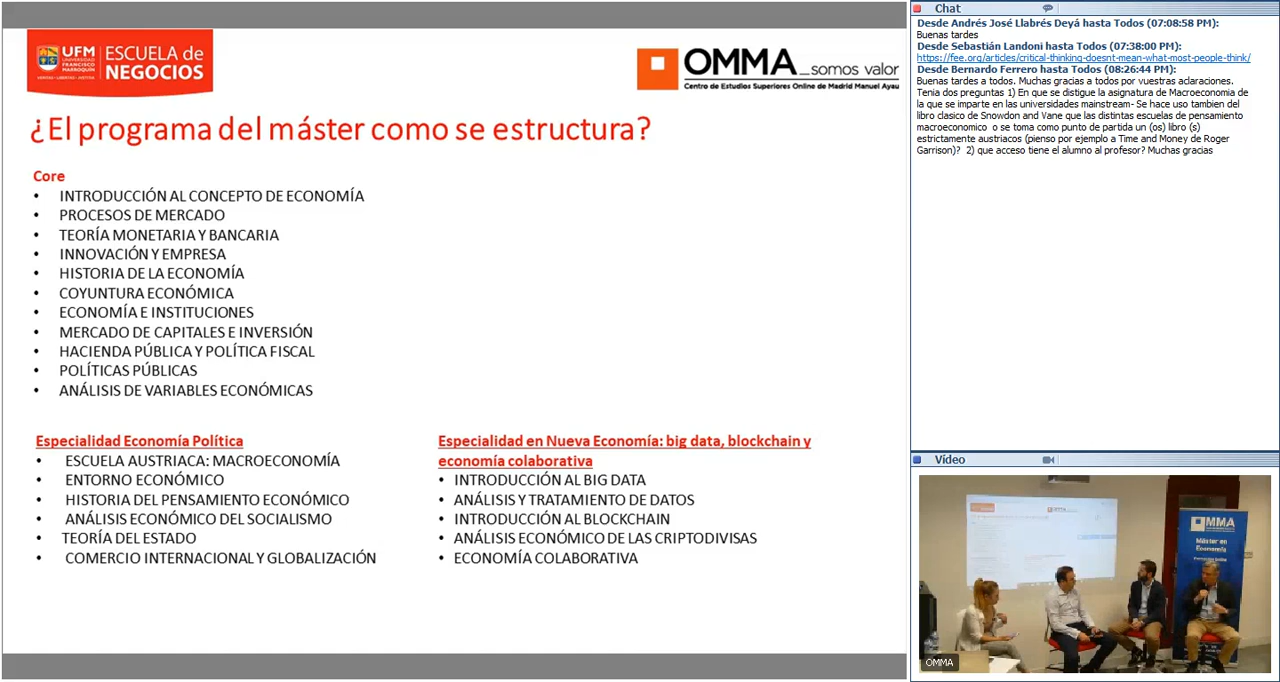 UFM
UNIVERSIDAD
FRANCISCO
MARROQUÍN
VERITAS · LIBERTAS · JUSTITIA
ESCUELA DE
NEGOCIOS
OMMA_somos valor
Centro de Estudios Superiores Online de Madrid Manuel Ayau
¿El programa del máster como se estructura?
Core
• INTRODUCCIÓN AL CONCEPTO DE ECONOMÍA
• PROCESOS DE MERCADO
• TEORÍA MONETARIA Y BANCARIA
• INNOVACIÓN Y EMPRESA
• HISTORIA DE LA ECONOMÍA
• COYUNTURA ECONÓMICA
• ECONOMÍA E INSTITUCIONES
• MERCADO DE CAPITALES E INVERSIÓN
• HACIENDA PÚBLICA Y POLÍTICA FISCAL
• POLÍTICAS PÚBLICAS
• ANÁLISIS DE VARIABLES ECONÓMICAS
Especialidad Economía Política
• ESCUELA AUSTRIACA: MACROECONOMÍA
• ENTORNO ECONÓMICO
• HISTORIA DEL PENSAMIENTO ECONÓMICO
• ANÁLISIS ECONÓMICO DEL SOCIALISMO
• TEORÍA DEL ESTADO
• COMERCIO INTERNACIONAL Y GLOBALIZACIÓN
Especialidad en Nueva Economía: big data, blockchain y
economía colaborativa
• INTRODUCCIÓN AL BIG DATA
• ANÁLISIS Y TRATAMIENTO DE DATOS
• INTRODUCCIÓN AL BLOCKCHAIN
• ANÁLISIS ECONÓMICO DE LAS CRIPTODIVISAS
• ECONOMÍA COLABORATIVA
Chat
Desde Andrés José Llabrés Deyá hasta Todos (07:08:58 PM):
Buenas tardes
Desde Sebastián Landoni hasta Todos (07:38:00 PM):
https://fee.org/articles/critical-thinking-doesnt-mean-what-most-people-think/
Desde Bernardo Ferrero hasta Todos (08:26:44 PM):
Buenas tardes a todos. Muchas gracias a todos por vuestras aclaraciones.
Tenia dos preguntas 1) En que se distigue la asignatura de Macroeconomia de
la que se imparte en las universidades mainstream- Se hace uso tambien del
libro clasico de Snowdon and Vane que las distintas escuelas de pensamiento
macroeconomico o se toma como punto de partida un (os) libro (s)
estrictamente austriacos (pienso por ejemplo a Time and Money de Roger
Garrison)? 2) que acceso tiene el alumno al profesor? Muchas gracias
Vídeo
OMMA
Máster en
Economía
OMMA